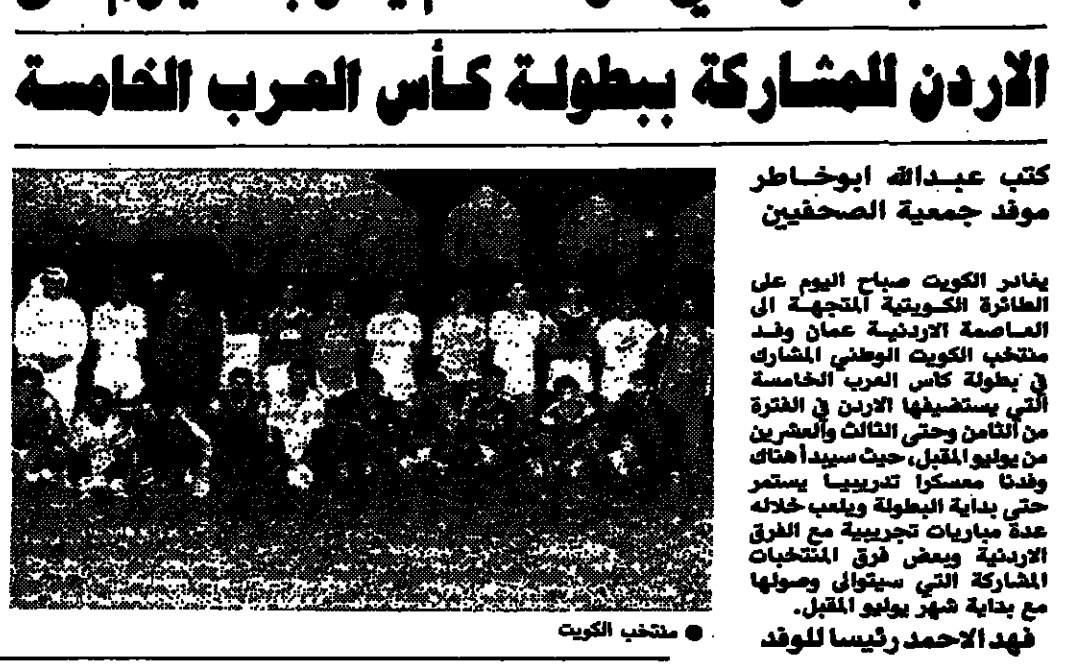 الاردن للمشاركة ببطولة كأس العرب الخامسة
كتب عبدالله ابوخاطر
موفد جمعية الصحفيين
يغادر الكويت صباح اليوم على
الطائرة الكويتية المتجهة الى
العاصمة الاردنية عمان وفد
منتخب الكويت الوطني المشارك
في بطولة كاس العرب الخامسة
التي يستضيفها الاردن في الفترة
من الثامن وحتى الثالث والعشرين
من يوليو المقبل، حيث سيبدأ هناك
وفدنا معسكرا تدريبيا يستمر
حتى بداية البطولة ويلعب خلاله
عدة مباريات تجريبية مع الفرق
الاردنية وبعض فرق المنتخبات
المشاركة التي سيتوالى وصولها
مع بداية شهر يوليو المقبل.
فهد الاحمد رئيسا للوفد
● منتخب الكويت